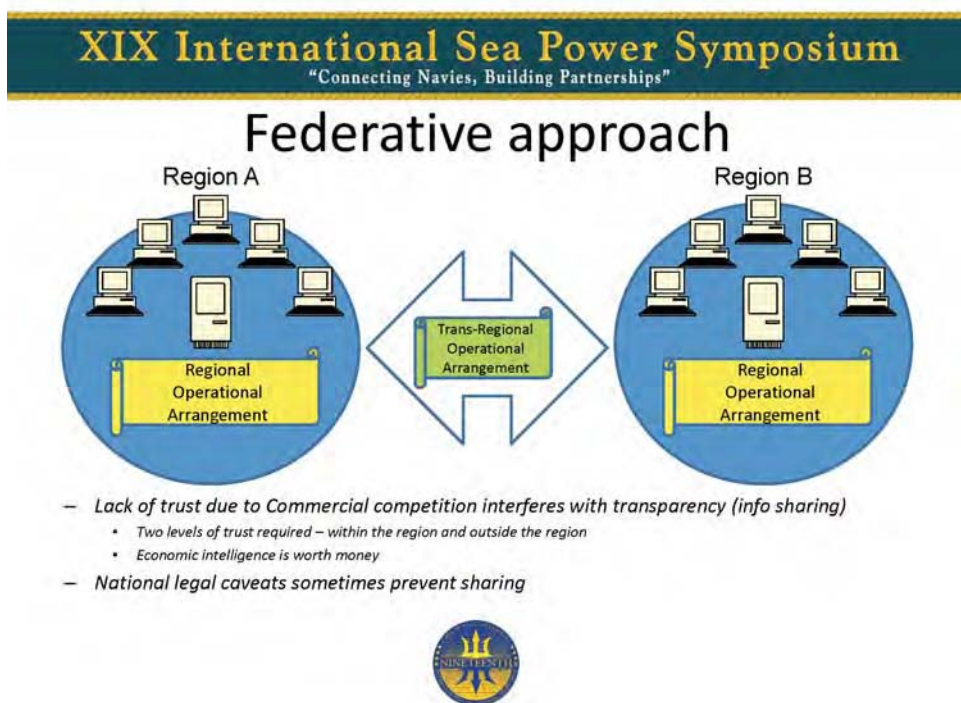 XIX International Sea Power Symposium
"Connecting Navies, Building Partnerships"
Federative approach
Region A
Region B
Trans-Regional
Operational
Arrangement
Regional
Operational
Arrangement
Regional
Operational
Arrangement
– Lack of trust due to Commercial competition interferes with transparency (info sharing)
• Two levels of trust required – within the region and outside the region
• Economic intelligence is worth money
– National legal caveats sometimes prevent sharing
NINETEENTH